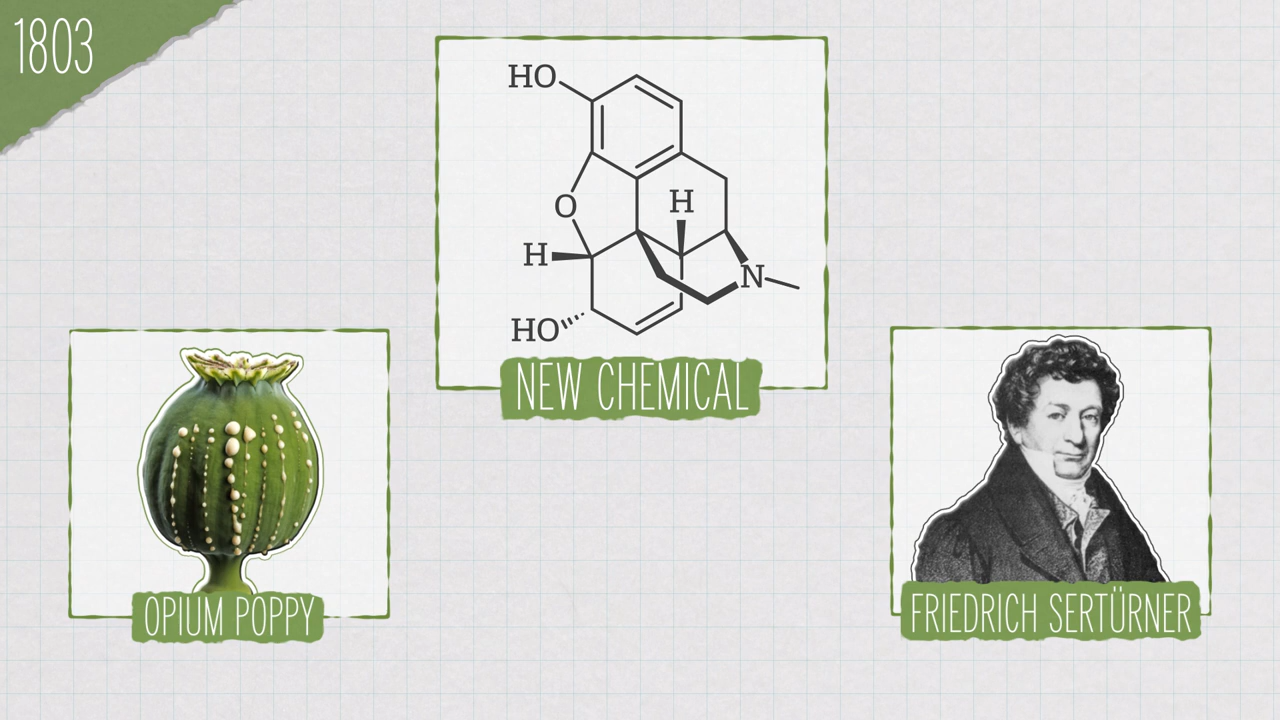 1803
HO
O
H
H
N
HO
NEW CHEMICAL
OPIUM POPPY
FRIEDRICH SERTÜRNER